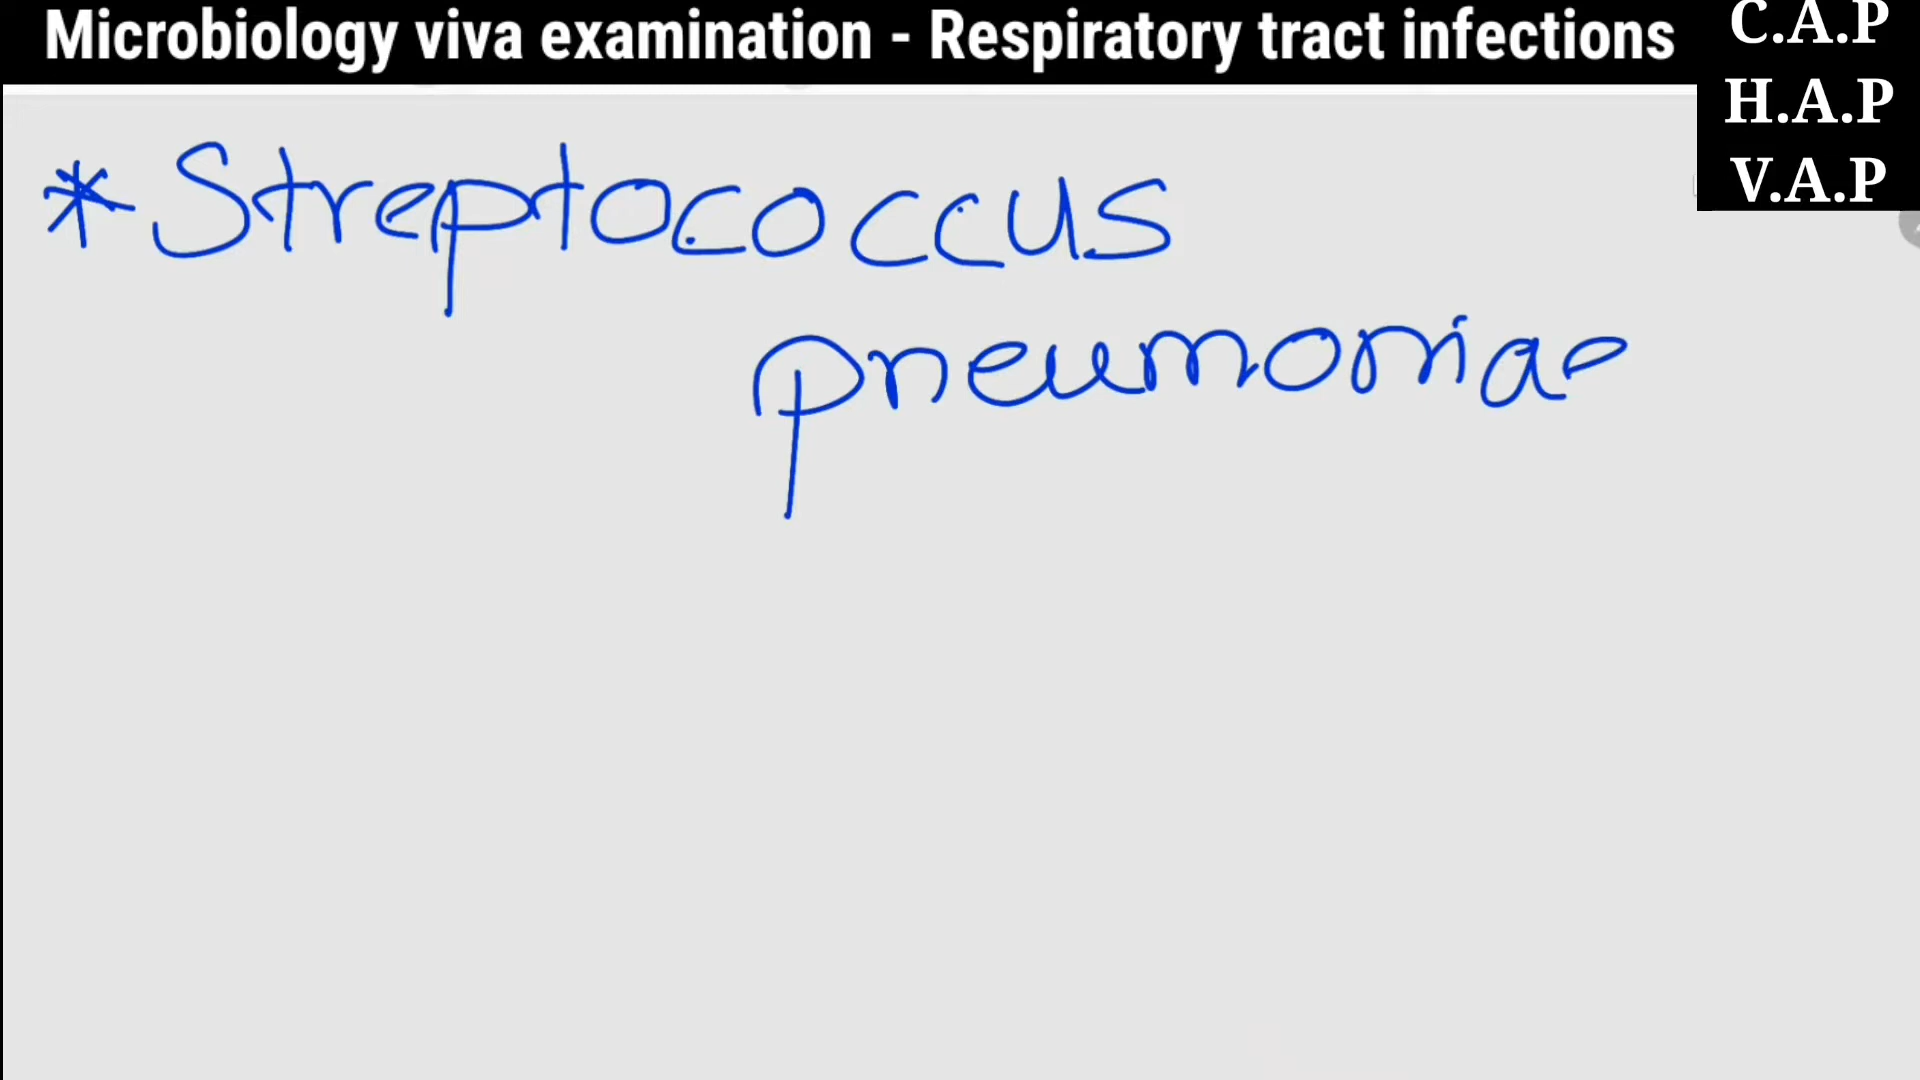 Microbiology viva examination - Respiratory tract infections
C.A.P
H.A.P
V.A.P
* Streptococcus
pneumoniae